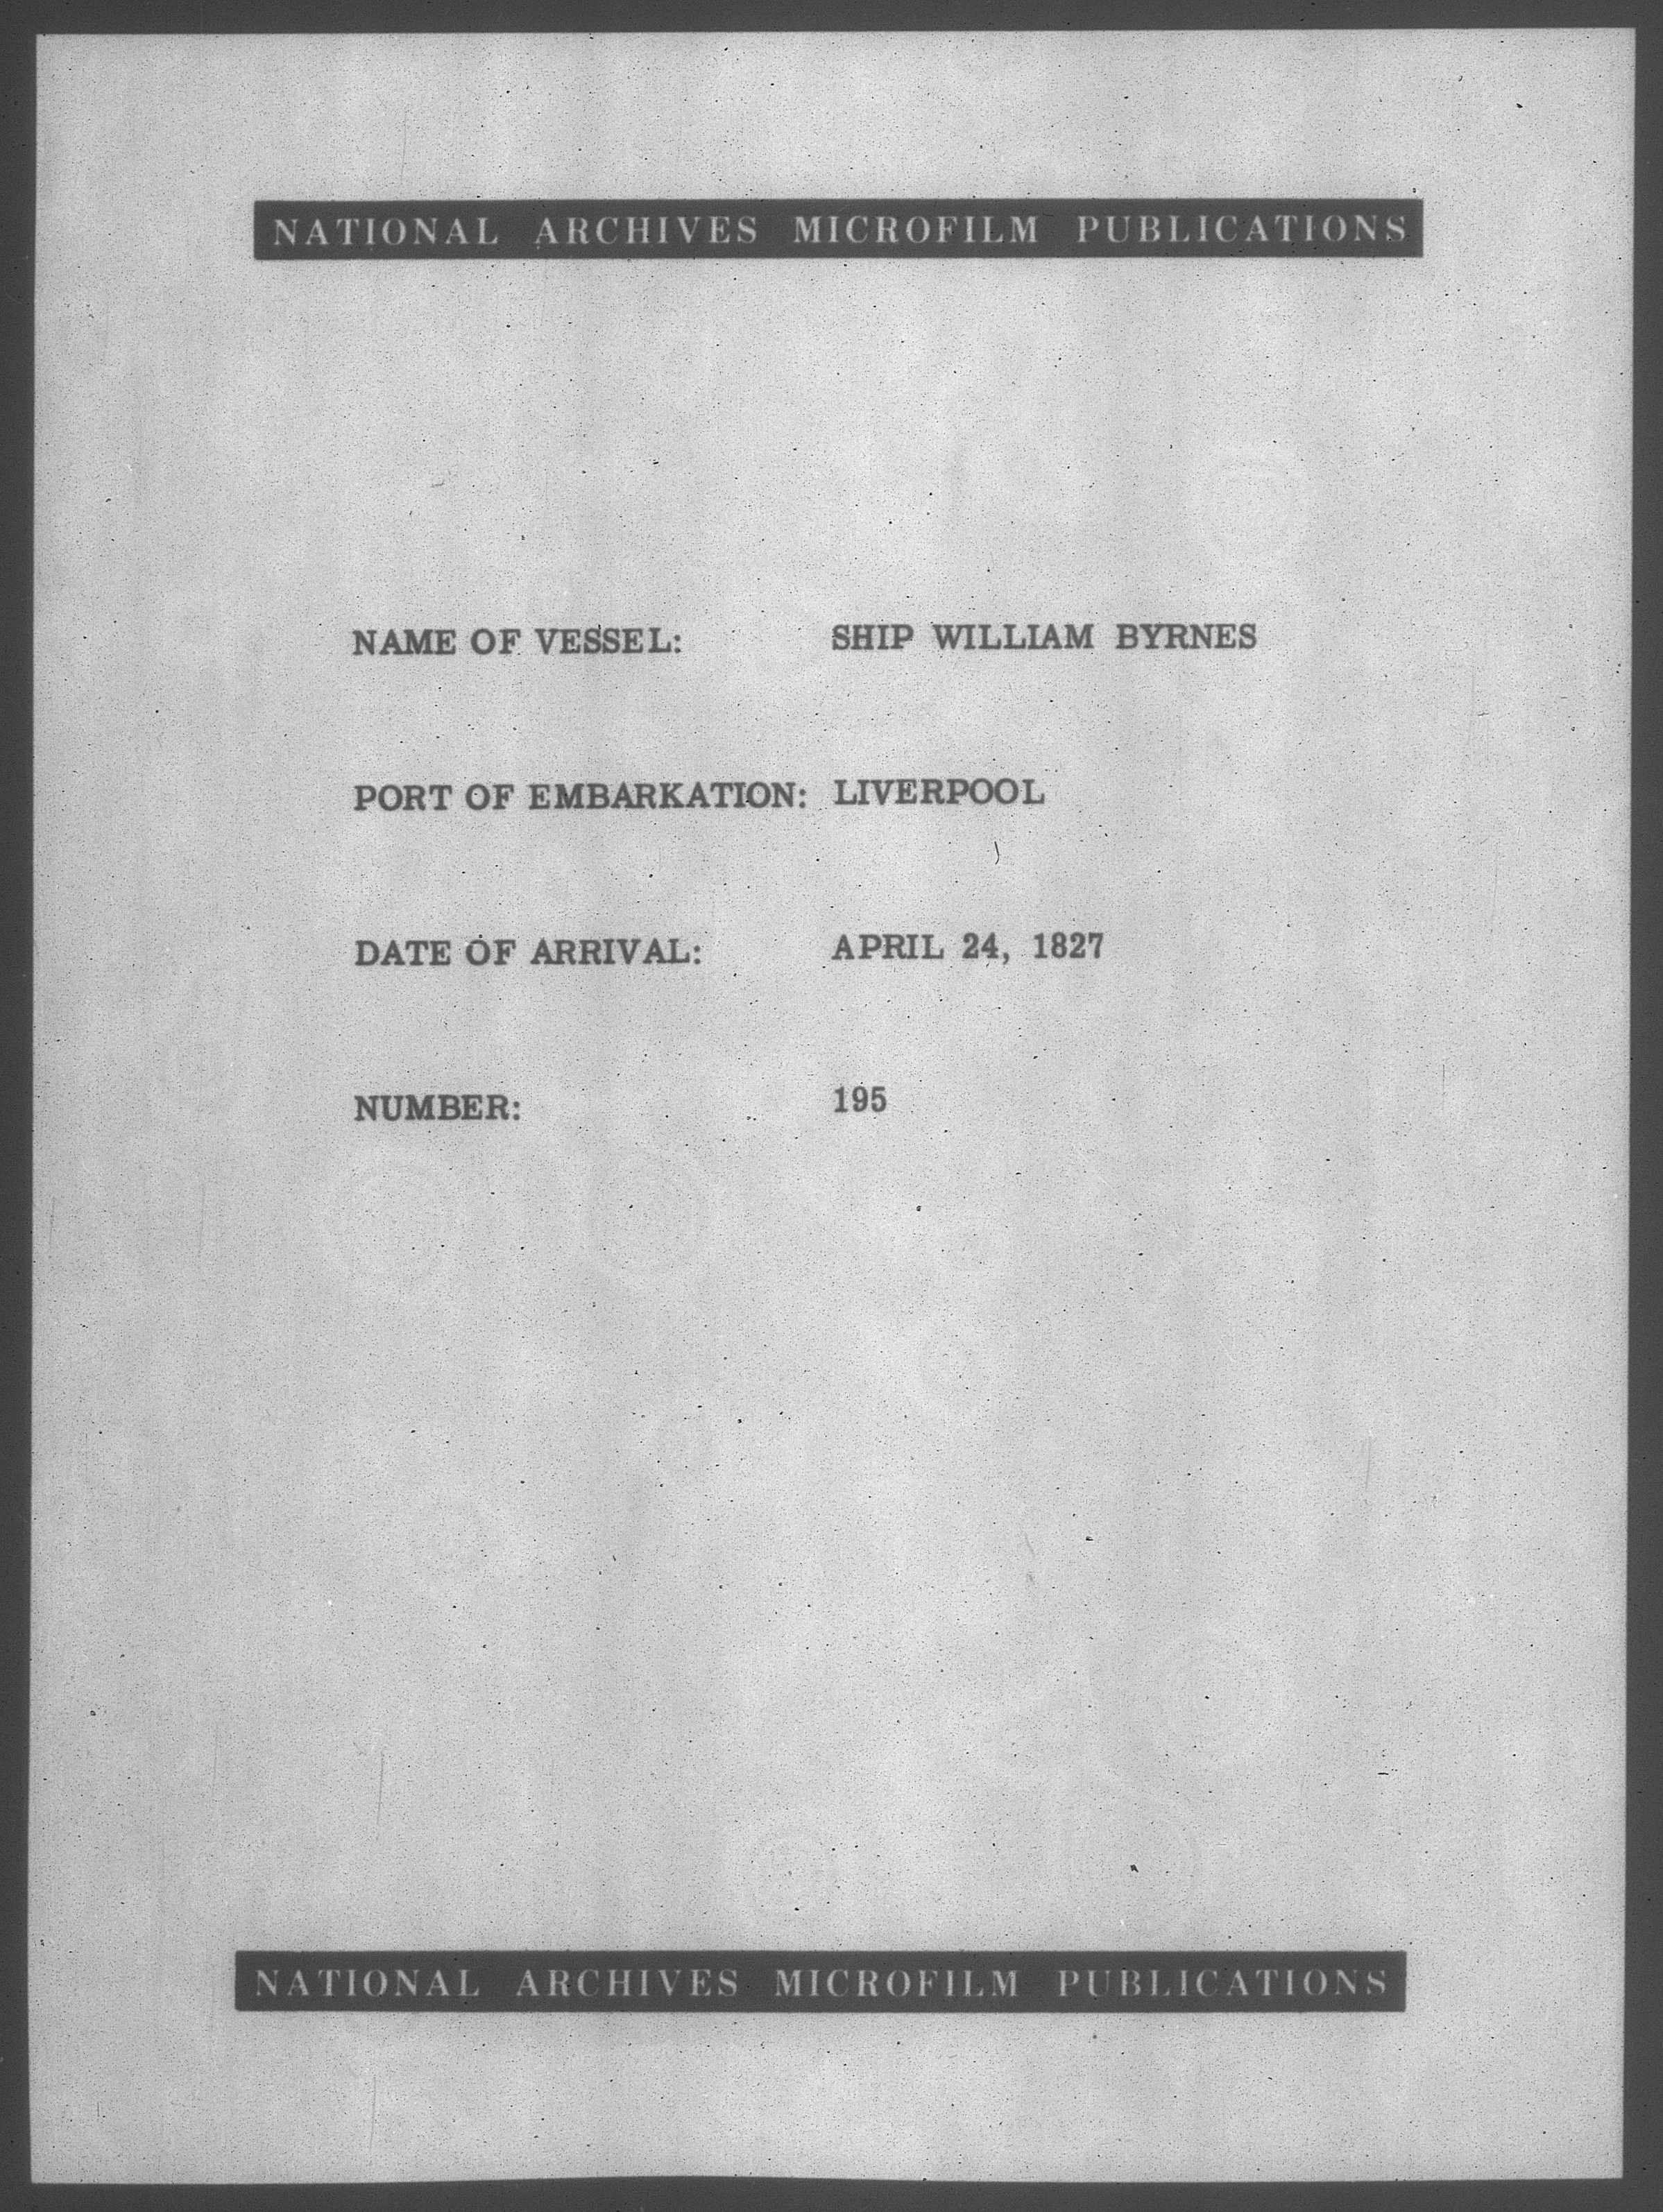 NATIONAL ARCHIVES MICROFILM PUBLICATIONS
NAME OF VESSEL: SHIP WILLIAM BYRNES
PORT OF EMBARKATION: LIVERPOOL
DATE OF ARRIVAL: APRIL 24, 1827
NUMBER: 195
NATIONAL ARCHIVES MICROFILM PUBLICATIONS